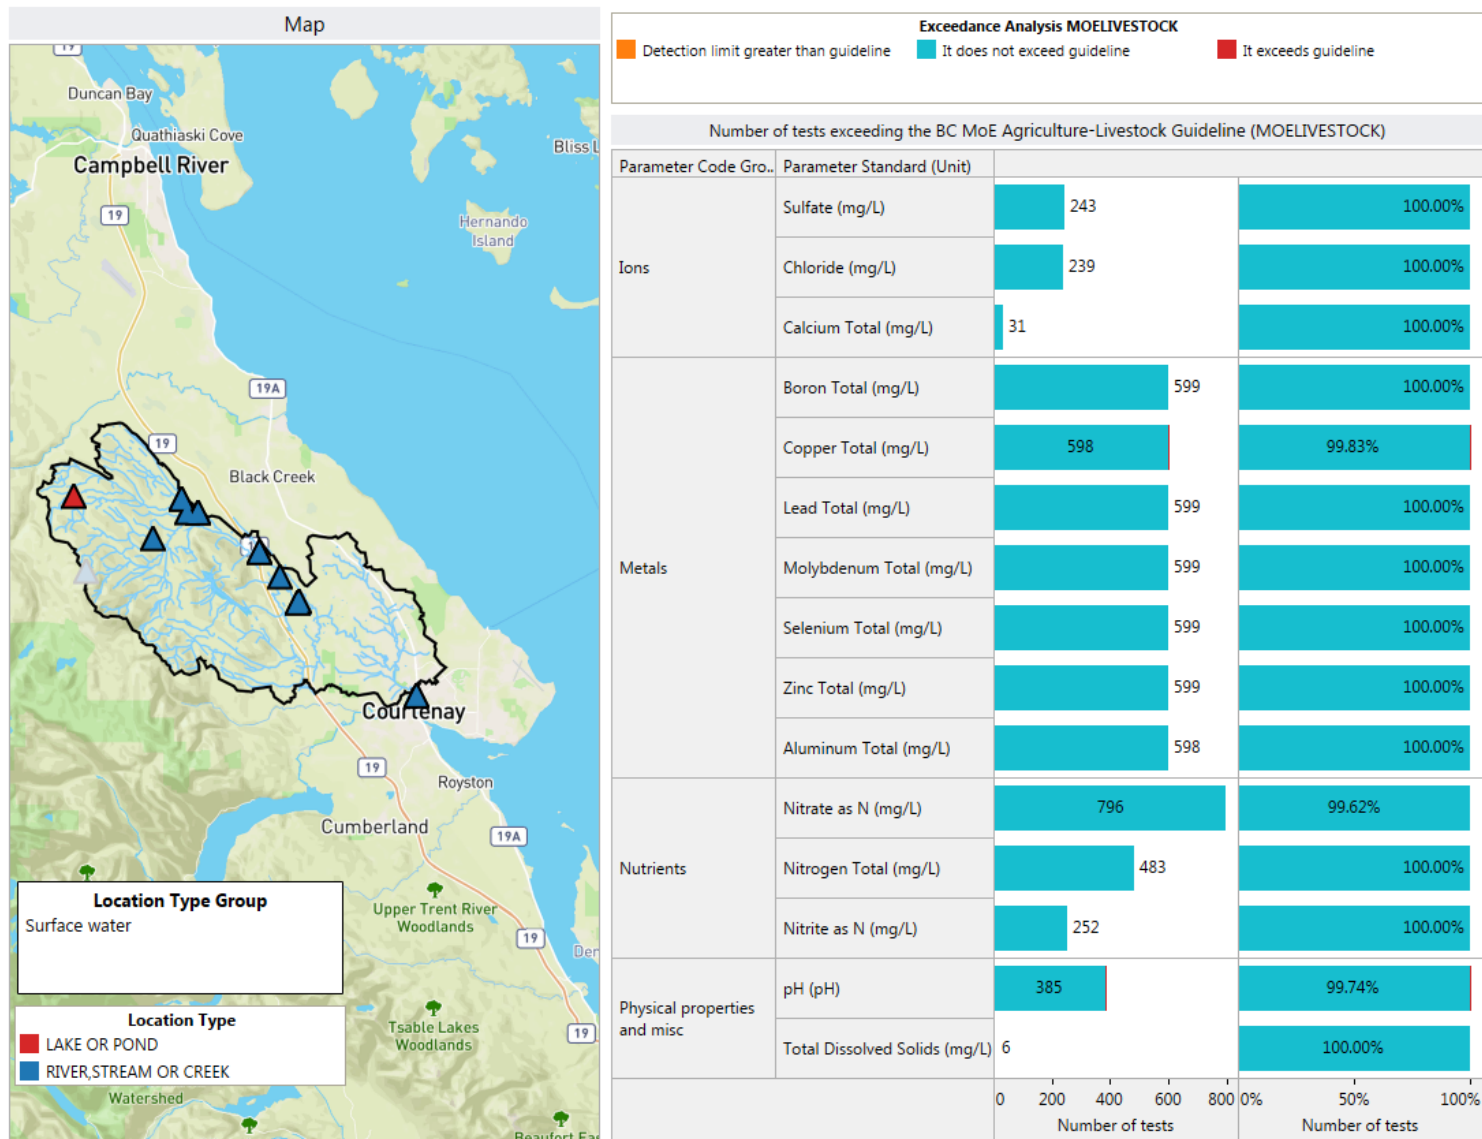 Map
19
Duncan Bay
Quathiaski Cove
Campbell River
Bliss L
19
Hernando
Island
19A
19
Black Creek
Courtenay
19
Royston
Cumberland
19A
Upper Trent River
Woodlands
19
Den
Tsable Lakes
Woodlands
19
Watershed
Beaufort Eas
Location Type Group
Surface water
Location Type
LAKE OR POND
RIVER,STREAM OR CREEK
Exceedance Analysis MOELIVESTOCK
Detection limit greater than guideline It does not exceed guideline It exceeds guideline
Number of tests exceeding the BC MoE Agriculture-Livestock Guideline (MOELIVESTOCK)
Parameter Code Gro.. Parameter Standard (Unit)
Ions
Sulfate (mg/L) 243 100.00%
Chloride (mg/L) 239 100.00%
Calcium Total (mg/L) 31 100.00%
Metals
Boron Total (mg/L) 599 100.00%
Copper Total (mg/L) 598 99.83%
Lead Total (mg/L) 599 100.00%
Molybdenum Total (mg/L) 599 100.00%
Selenium Total (mg/L) 599 100.00%
Zinc Total (mg/L) 599 100.00%
Aluminum Total (mg/L) 598 100.00%
Nutrients
Nitrate as N (mg/L) 796 99.62%
Nitrogen Total (mg/L) 483 100.00%
Nitrite as N (mg/L) 252 100.00%
Physical properties
and misc
pH (pH) 385 99.74%
Total Dissolved Solids (mg/L) 6 100.00%
0 200 400 600 800 0% 50% 100%
Number of tests Number of tests